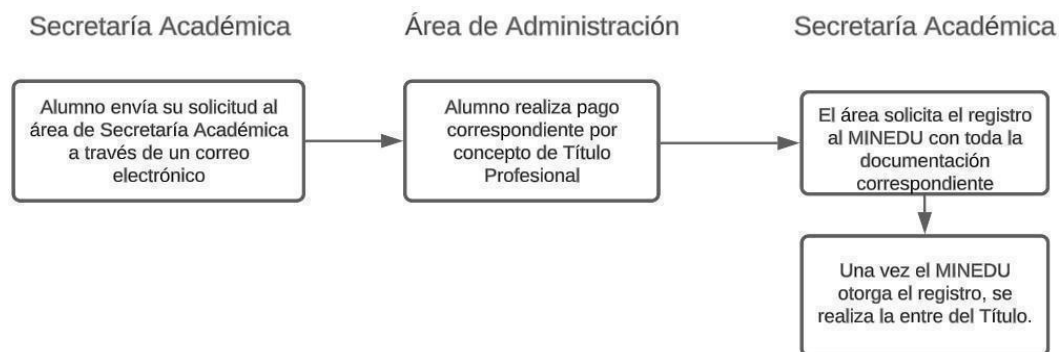 Secretaría Académica
Área de Administración
Secretaría Académica
Alumno envía su solicitud al
área de Secretaría Académica
a través de un correo
electrónico
Alumno realiza pago
correspondiente por
concepto de Título
Profesional
El área solicita el registro
al MINEDU con toda la
documentación
correspondiente
Una vez el MINEDU
otorga el registro, se
realiza la entre del Título.